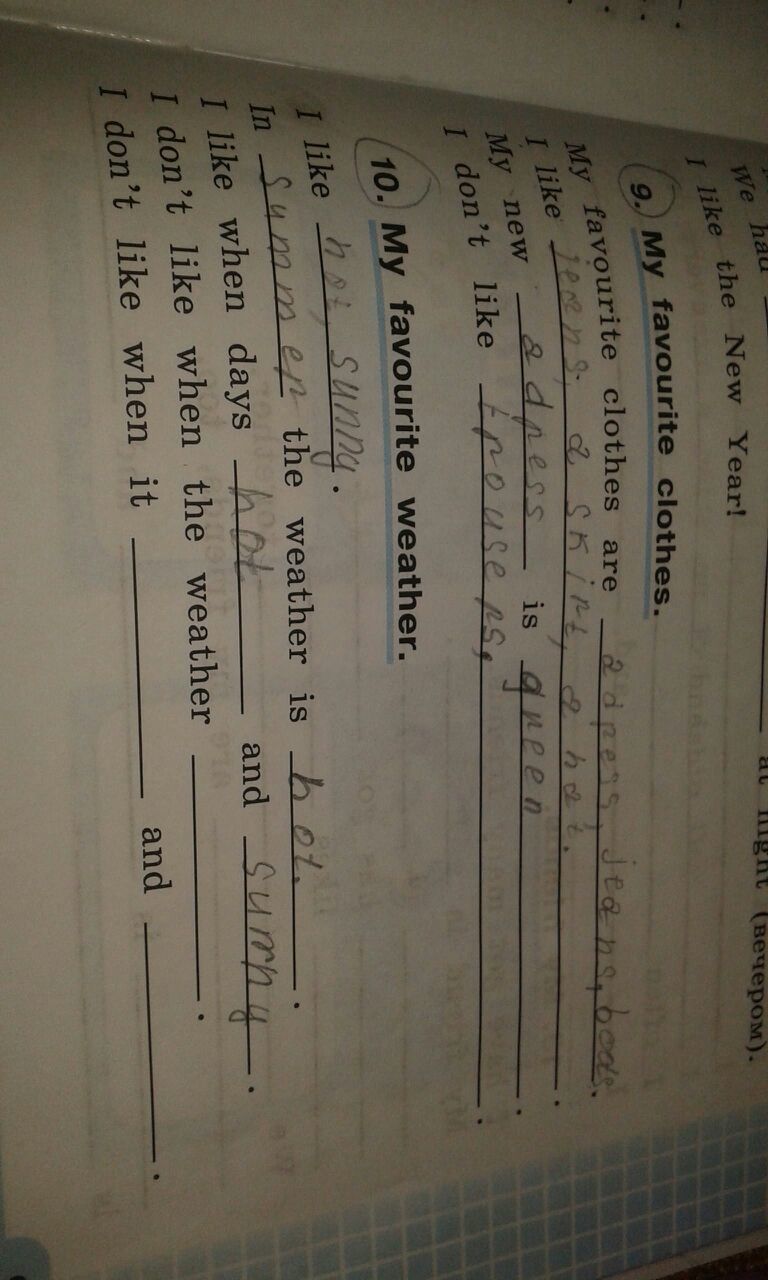 We had
at night (вечером).
I like the New Year!
9. My favourite clothes.
My favourite clothes are a dress, jeans, boots.
I like jeans, a skirt, a hat.
My new a dress is green.
I don't like trousers,.
10. My favourite weather.
I like hot, sunny.
In summer the weather is hot.
I like when days hot and sunny.
I don't like when the weather .
I don't like when it and .